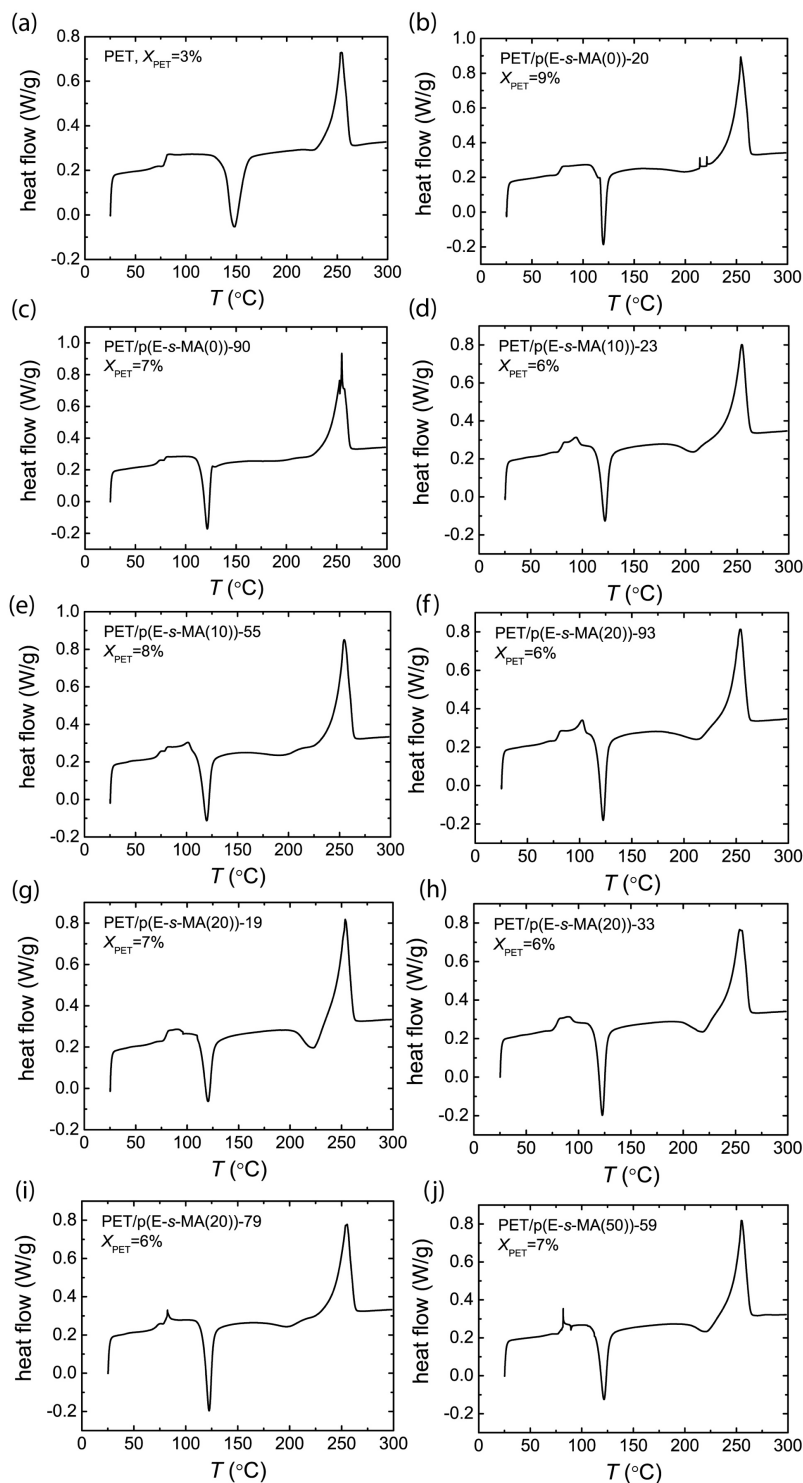 (a)
PET, XPET=3%
heat flow (W/g)
0.8
0.6
0.4
0.2
0.0
-0.2
0 50 100 150 200 250 300
T (°C)
(b)
PET/p(E-s-MA(0))-20
XPET=9%
heat flow (W/g)
1.0
0.8
0.6
0.4
0.2
0.0
-0.2
0 50 100 150 200 250 300
T (°C)
(c)
PET/p(E-s-MA(0))-90
XPET=7%
heat flow (W/g)
1.0
0.8
0.6
0.4
0.2
0.0
-0.2
0 50 100 150 200 250 300
T (°C)
(d)
PET/p(E-s-MA(10))-23
XPET=6%
heat flow (W/g)
0.8
0.6
0.4
0.2
0.0
-0.2
0 50 100 150 200 250 300
T (°C)
(e)
PET/p(E-s-MA(10))-55
XPET=8%
heat flow (W/g)
1.0
0.8
0.6
0.4
0.2
0.0
-0.2
0 50 100 150 200 250 300
T (°C)
(f)
PET/p(E-s-MA(20))-93
XPET=6%
heat flow (W/g)
0.8
0.6
0.4
0.2
0.0
-0.2
0 50 100 150 200 250 300
T (°C)
(g)
PET/p(E-s-MA(20))-19
XPET=7%
heat flow (W/g)
0.8
0.6
0.4
0.2
0.0
-0.2
0 50 100 150 200 250 300
T (°C)
(h)
PET/p(E-s-MA(20))-33
XPET=6%
heat flow (W/g)
0.8
0.6
0.4
0.2
0.0
-0.2
0 50 100 150 200 250 300
T (°C)
(i)
PET/p(E-s-MA(20))-79
XPET=6%
heat flow (W/g)
0.8
0.6
0.4
0.2
0.0
-0.2
0 50 100 150 200 250 300
T (°C)
(j)
PET/p(E-s-MA(50))-59
XPET=7%
heat flow (W/g)
0.8
0.6
0.4
0.2
0.0
-0.2
0 50 100 150 200 250 300
T (°C)